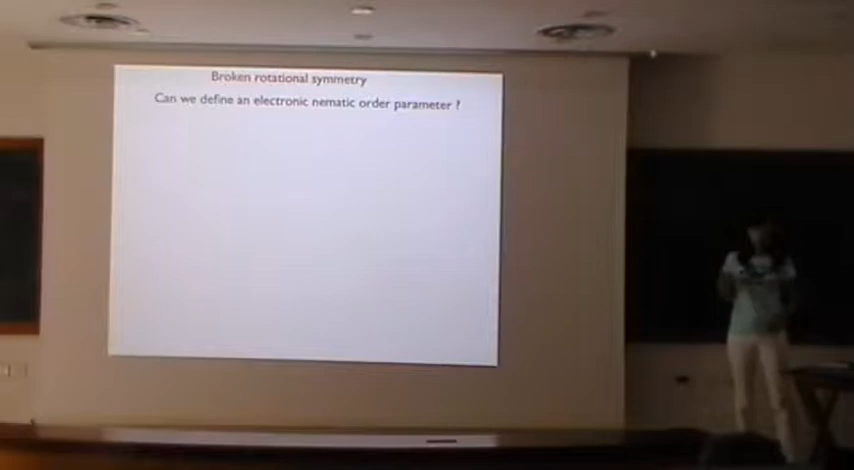 Broken rotational symmetry
Can we define an electronic nematic order parameter ?